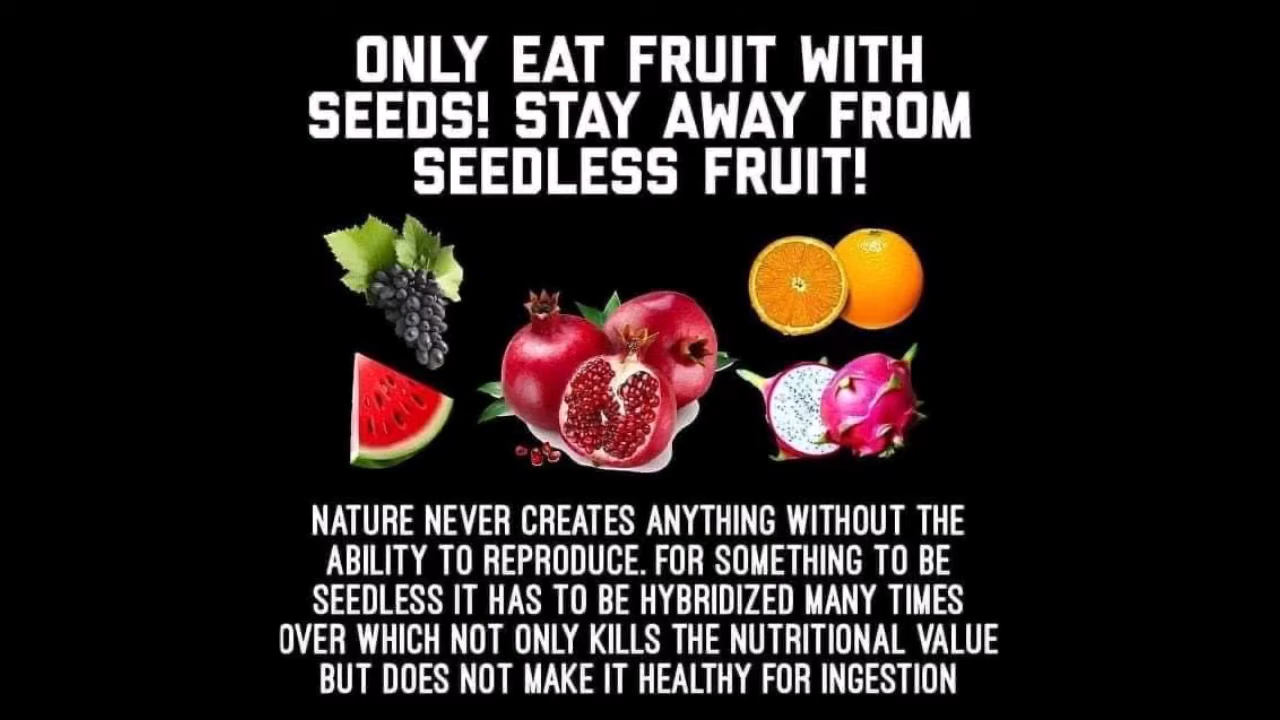 ONLY EAT FRUIT WITH
SEEDS! STAY AWAY FROM
SEEDLESS FRUIT!
NATURE NEVER CREATES ANYTHING WITHOUT THE
ABILITY TO REPRODUCE. FOR SOMETHING TO BE
SEEDLESS IT HAS TO BE HYBRIDIZED MANY TIMES
OVER WHICH NOT ONLY KILLS THE NUTRITIONAL VALUE
BUT DOES NOT MAKE IT HEALTHY FOR INGESTION